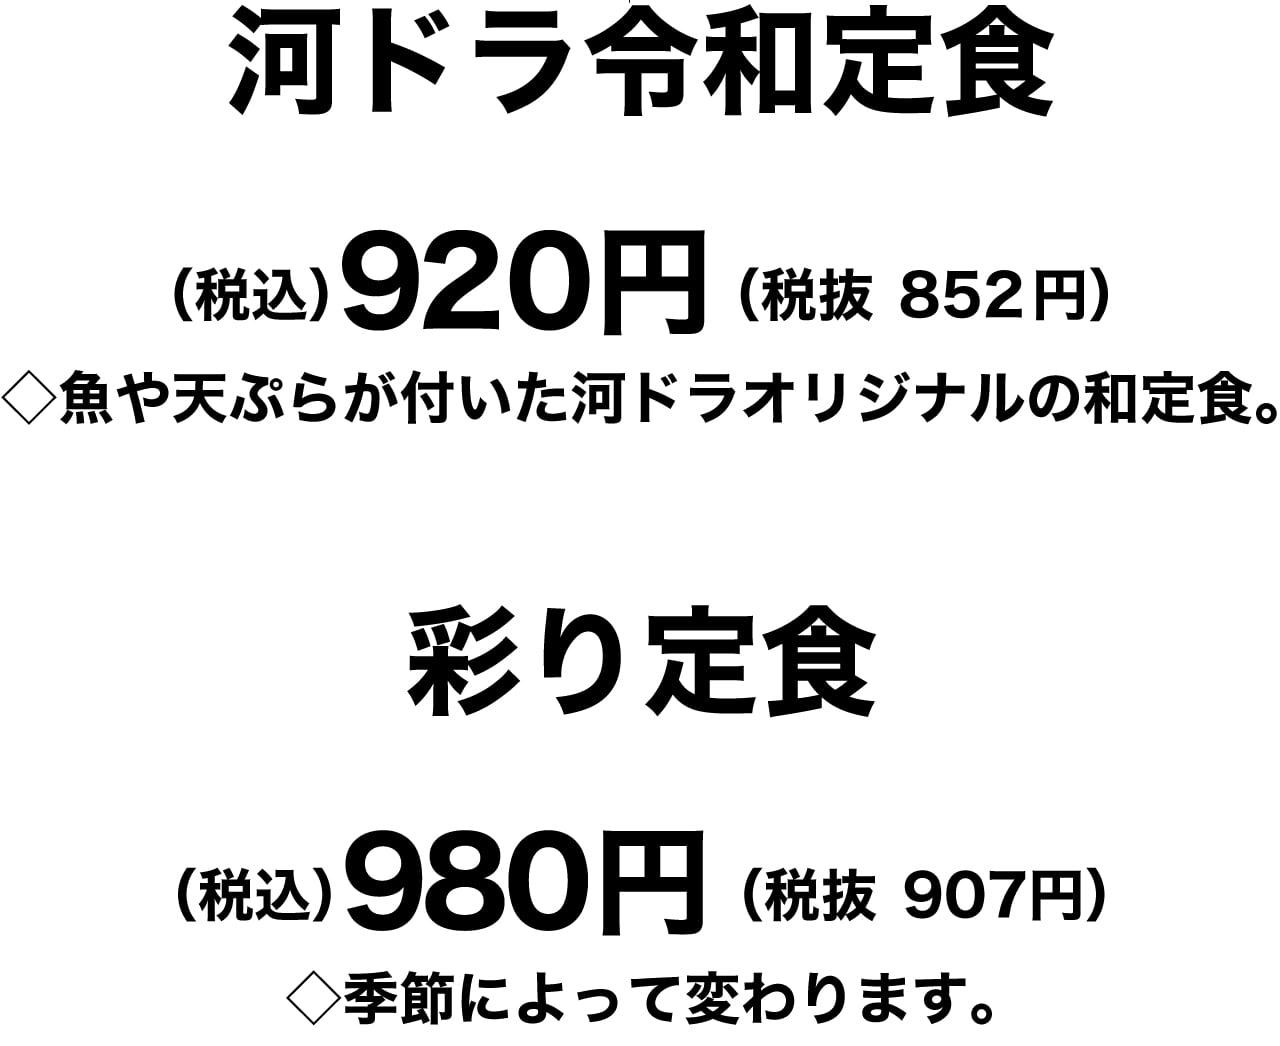 河ドラ令和定食
（税込）920円（税抜 852円）
◇魚や天ぷらが付いた河ドラオリジナルの和定食。
彩り定食
（税込）980円（税抜 907円）
◇季節によって変わります。